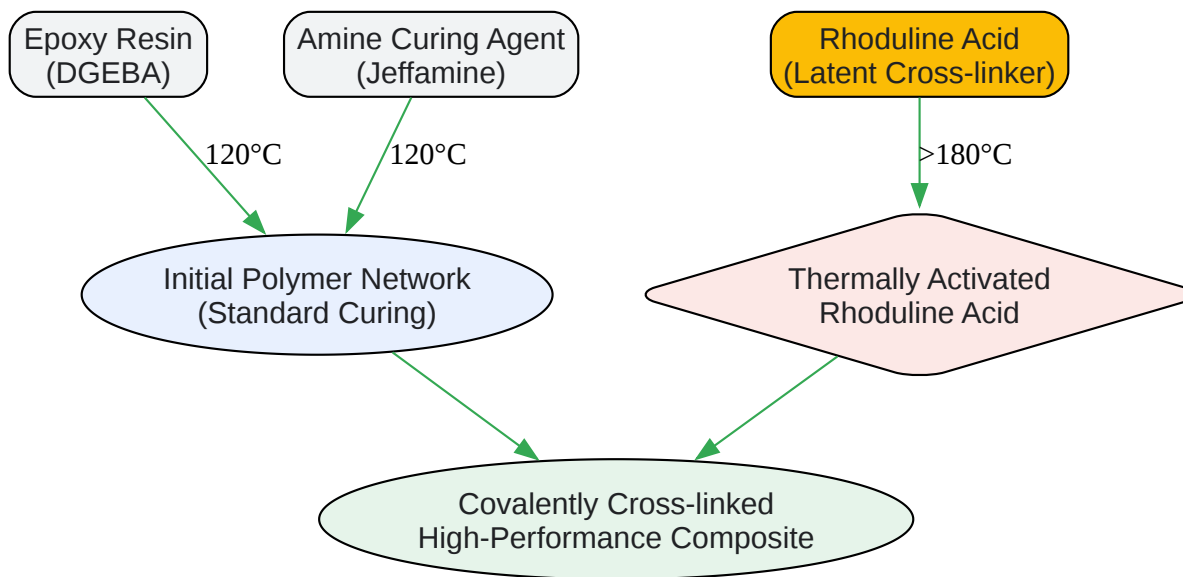 Epoxy Resin
(DGEBA)
Amine Curing Agent
(Jeffamine)
Rhoduline Acid
(Latent Cross-linker)
120°C
120°C
>180°C
Initial Polymer Network
(Standard Curing)
Thermally Activated
Rhoduline Acid
Covalently Cross-linked
High-Performance Composite